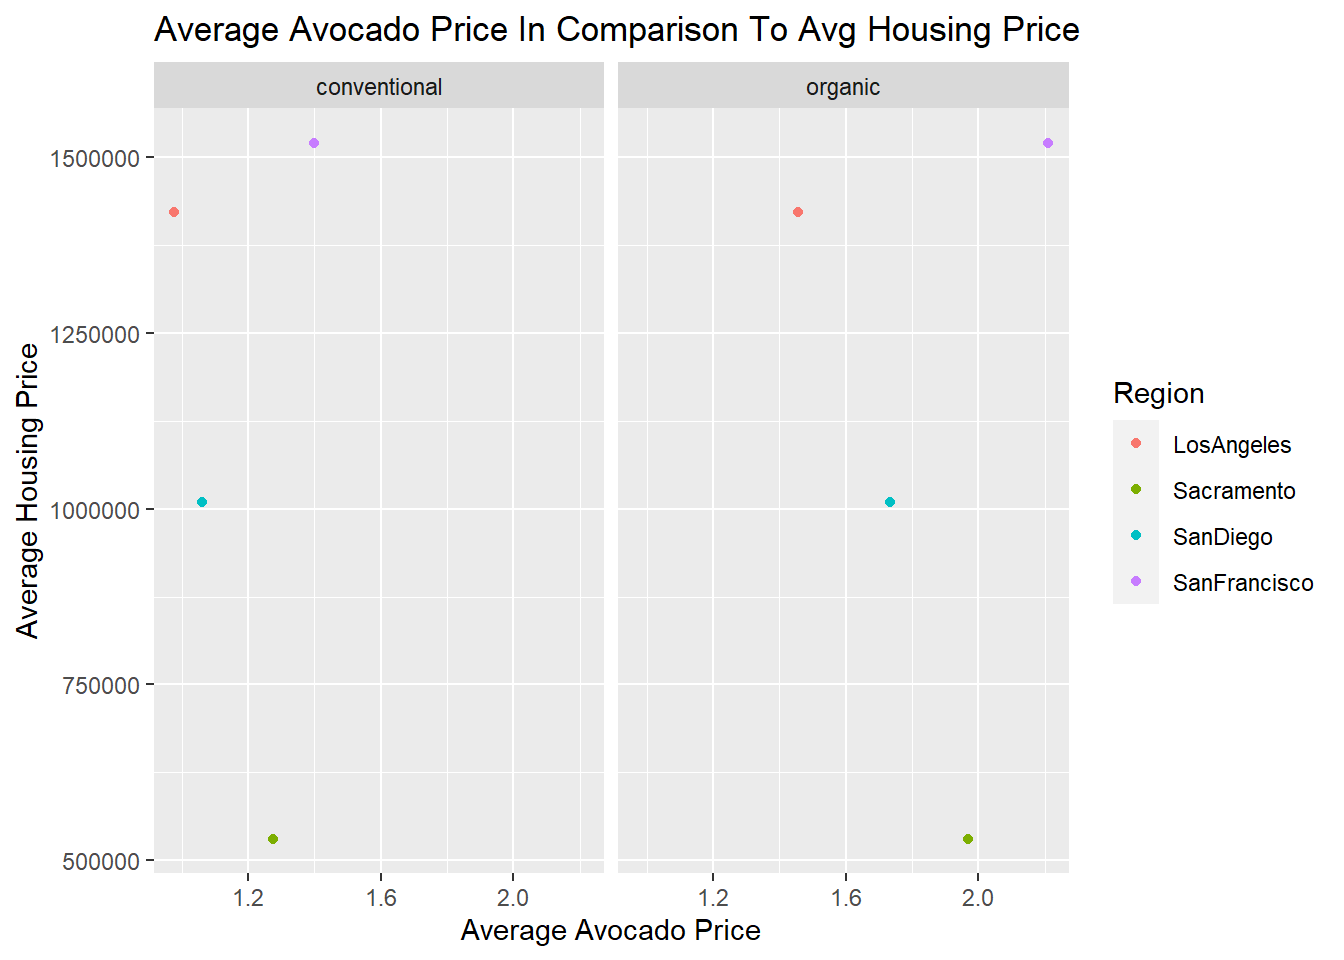 Average Avocado Price In Comparison To Avg Housing Price
conventional
organic
1500000
1250000
1000000
750000
500000
Average Housing Price
1.2 1.6 2.0
1.2 1.6 2.0
Average Avocado Price
Region
LosAngeles
Sacramento
SanDiego
SanFrancisco